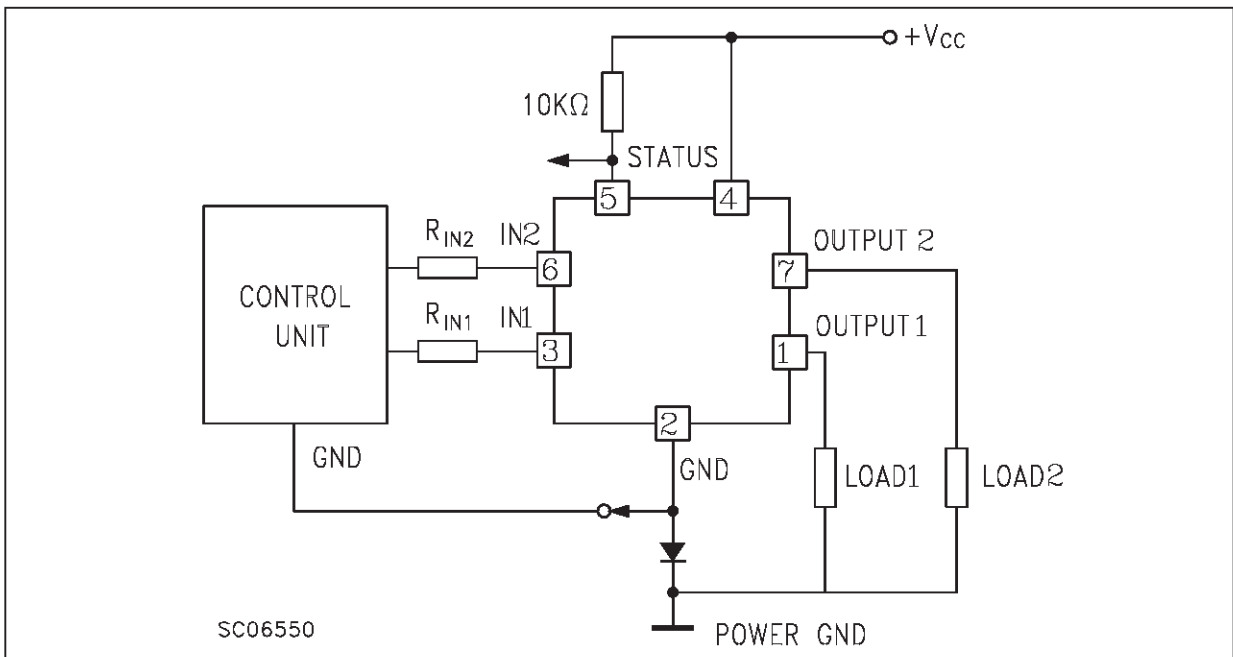 +VCC
10KΩ
STATUS
5
4
RIN2
IN2
6
OUTPUT 2
7
CONTROL
UNIT
RIN1
IN1
3
OUTPUT 1
1
2
GND
GND
LOAD1
LOAD2
SC06550
POWER GND